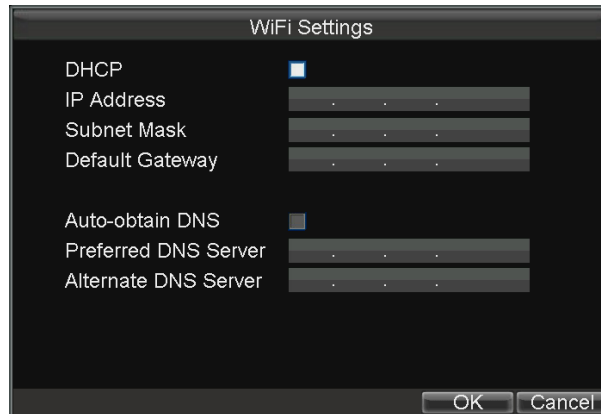 WiFi Settings
DHCP
IP Address . . .
Subnet Mask . . .
Default Gateway . . .
Auto-obtain DNS
Preferred DNS Server . . .
Alternate DNS Server . . .
OK Cancel